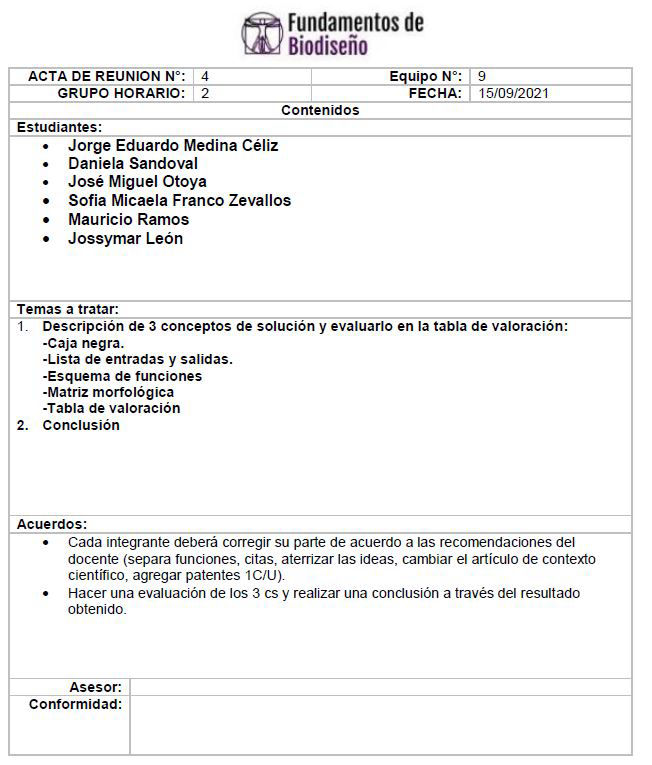 Fundamentos de
Biodiseño
ACTA DE REUNION N°: 4 Equipo N°: 9
GRUPO HORARIO: 2 FECHA: 15/09/2021
Contenidos
Estudiantes:
• Jorge Eduardo Medina Céliz
• Daniela Sandoval
• José Miguel Otoya
• Sofia Micaela Franco Zevallos
• Mauricio Ramos
• Jossymar León
Temas a tratar:
1. Descripción de 3 conceptos de solución y evaluarlo en la tabla de valoración:
-Caja negra.
-Lista de entradas y salidas.
-Esquema de funciones
-Matriz morfológica
-Tabla de valoración
2. Conclusión
Acuerdos:
• Cada integrante deberá corregir su parte de acuerdo a las recomendaciones del
docente (separa funciones, citas, aterrizar las ideas, cambiar el artículo de contexto
científico, agregar patentes 1C/U).
• Hacer una evaluación de los 3 cs y realizar una conclusión a través del resultado
obtenido.
Asesor:
Conformidad: